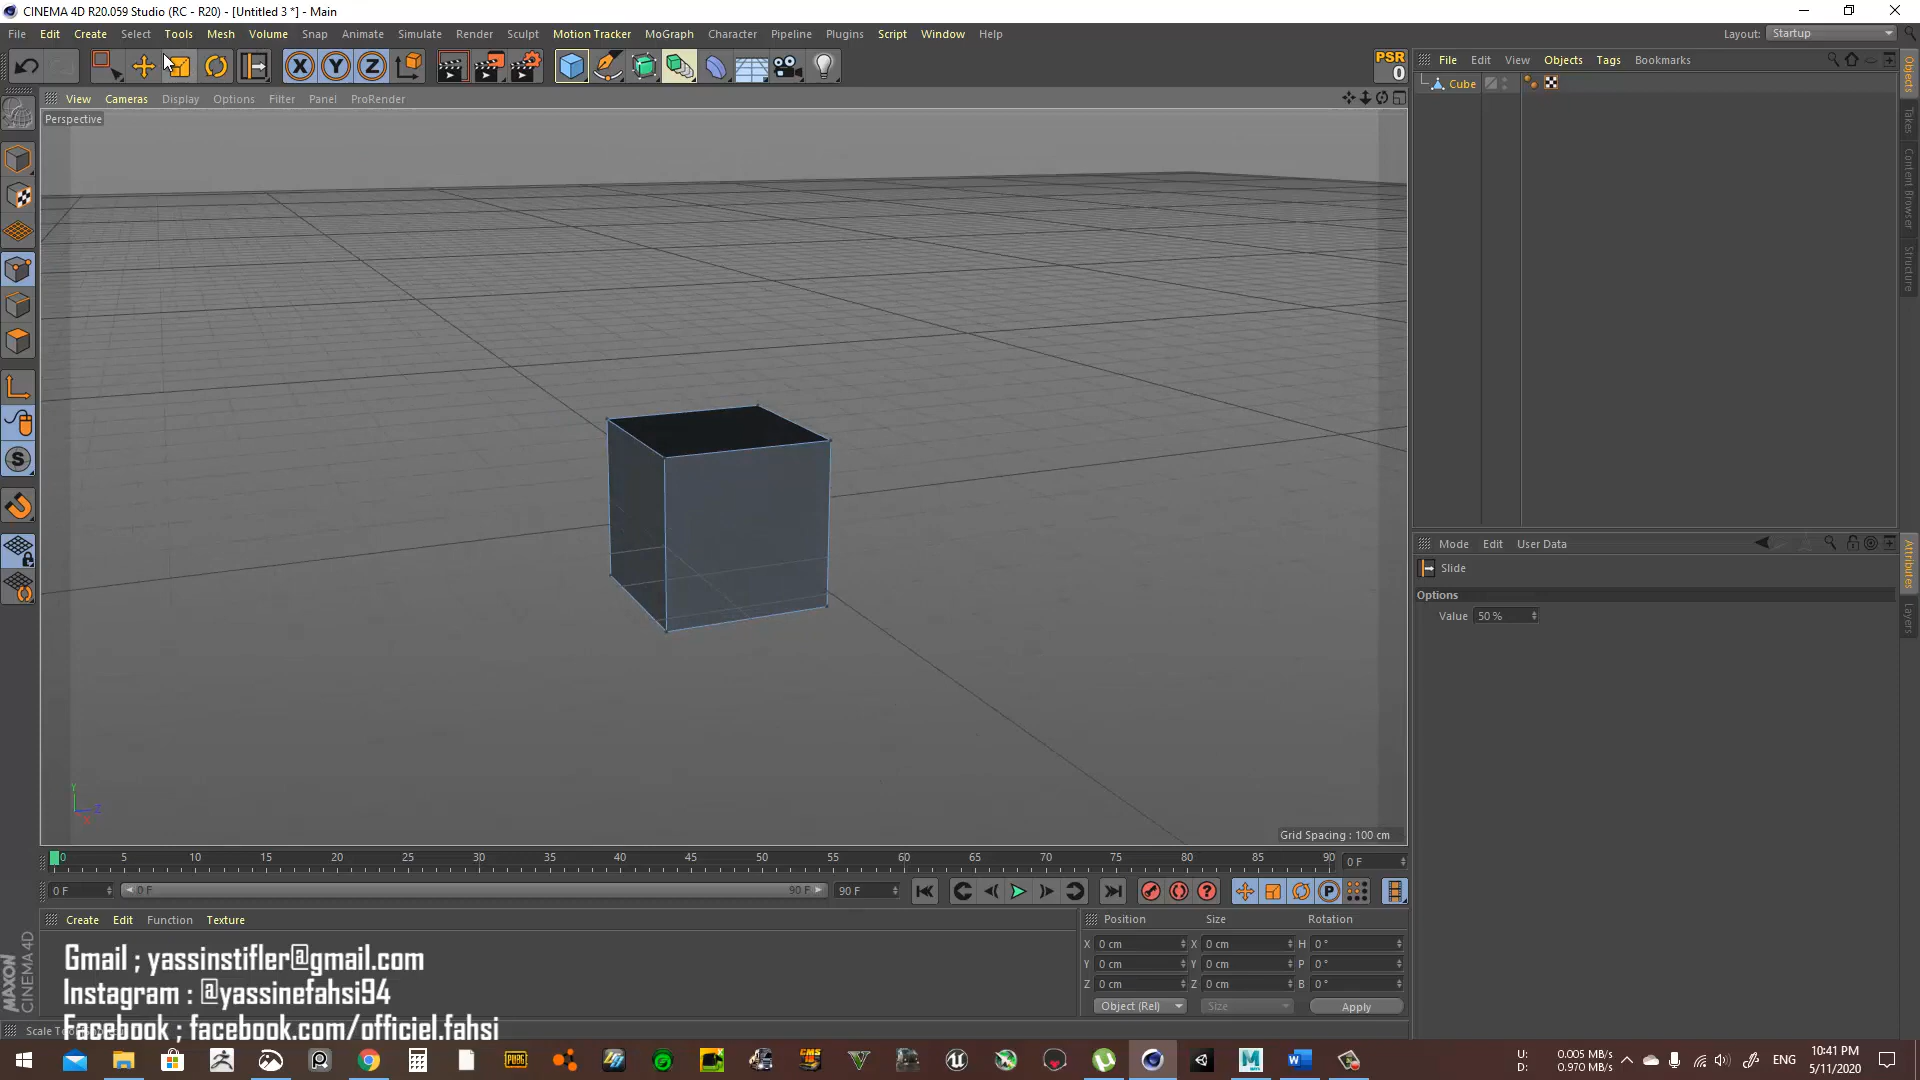 CINEMA 4D R20.059 Studio (RC - R20) - [Untitled 3 *] - Main
File Edit Create Select Tools Mesh Volume Snap Animate Simulate Render Sculpt Motion Tracker MoGraph Character Pipeline Plugins Script Window Help
Layout: Startup
X Y Z
PSR
0
File Edit View Objects Tags Bookmarks
Cube
View Cameras Display Options Filter Panel ProRender
Perspective
Objects
Takes
Content Browser
Structure
S
Mode Edit User Data
Slide
Options
Value 50 %
Attributes
Layers
Y
Z
X
Grid Spacing : 100 cm
0 5 10 15 20 25 30 35 40 45 50 55 60 65 70 75 80 85 90 0 F
0 F 0 F 90 F 90 F P
Create Edit Function Texture
Position Size Rotation
X 0 cm X 0 cm H 0 °
Y 0 cm Y 0 cm P 0 °
Z 0 cm Z 0 cm B 0 °
Object (Rel) Size Apply
MAXON
CINEMA 4D
Gmail ; yassinstifler@gmail.com
Instagram : @yassinefahsi94
Facebook ; facebook.com/officiel.fahsi
U: 0.005 MB/s
D: 0.970 MB/s
ENG
10:41 PM
5/11/2020